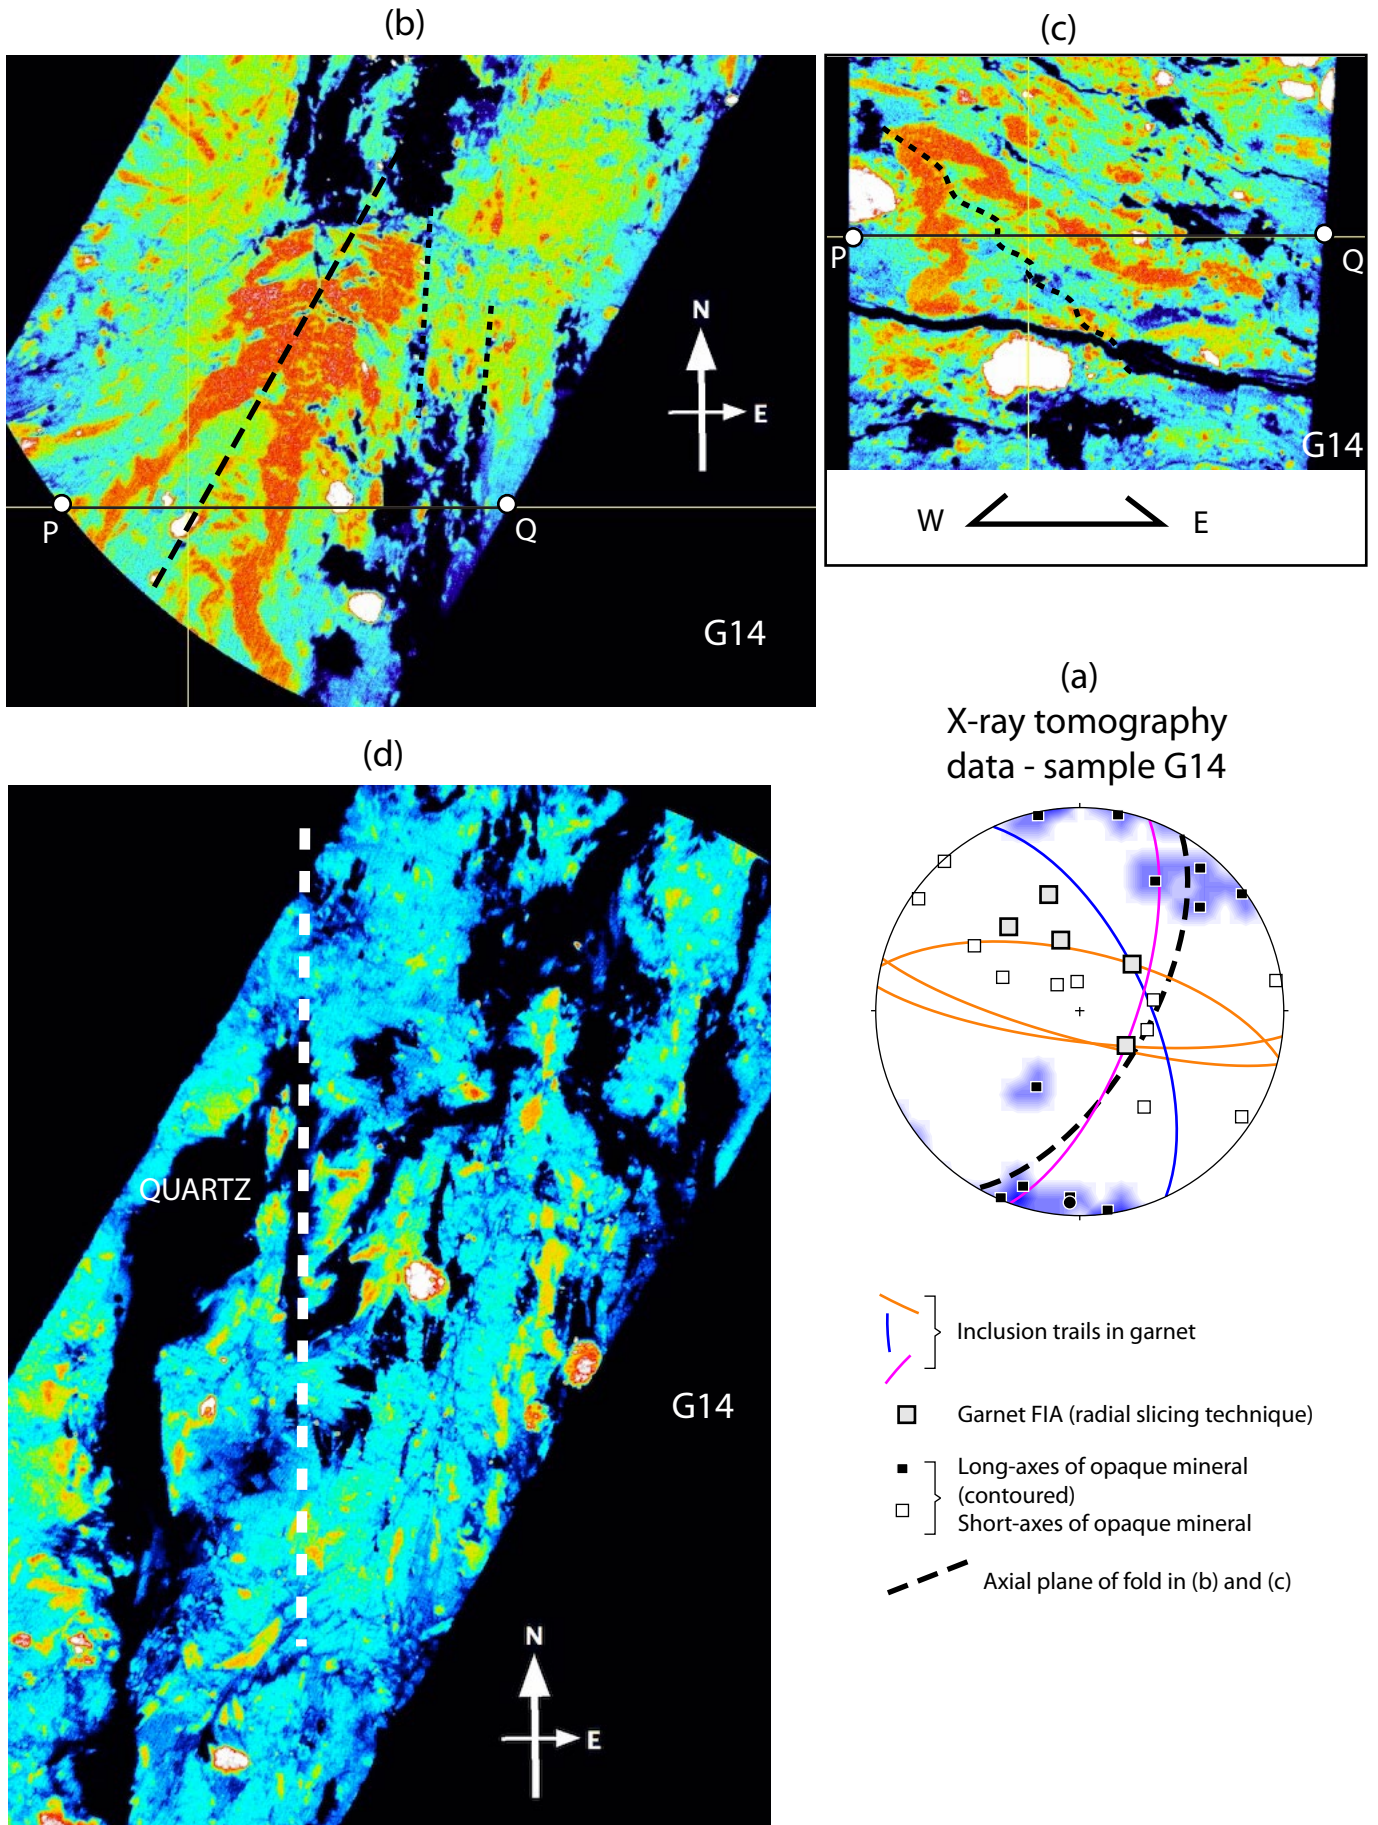 (b)
(c)
N
E
P
Q
G14
P
Q
G14
W
E
(a)
X-ray tomography
data - sample G14
(d)
QUARTZ
G14
N
E
Inclusion trails in garnet
Garnet FIA (radial slicing technique)
Long-axes of opaque mineral
(contoured)
Short-axes of opaque mineral
Axial plane of fold in (b) and (c)